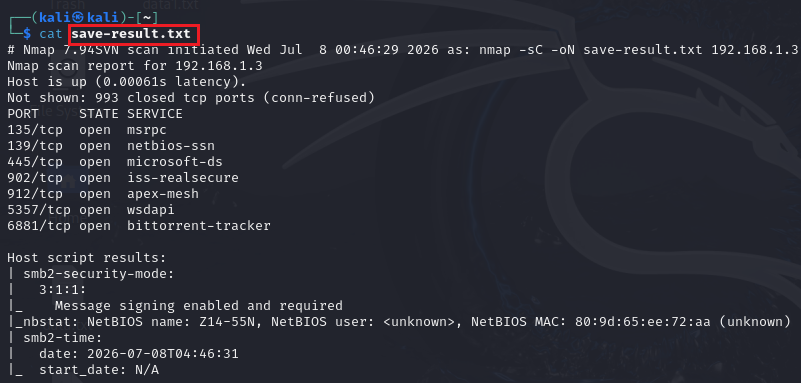 Trash data1.txt
┌──(kali㉿kali)-[~]
└─$ cat save-result.txt
# Nmap 7.94SVN scan initiated Wed Jul  8 00:46:29 2026 as: nmap -sC -oN save-result.txt 192.168.1.3
Nmap scan report for 192.168.1.3
Host is up (0.00061s latency).
Not shown: 993 closed tcp ports (conn-refused)
PORT     STATE SERVICE
135/tcp  open  msrpc
139/tcp  open  netbios-ssn
445/tcp  open  microsoft-ds
902/tcp  open  iss-realsecure
912/tcp  open  apex-mesh
5357/tcp open  wsdapi
6881/tcp open  bittorrent-tracker

Host script results:
| smb2-security-mode:
|   3:1:1:
|_    Message signing enabled and required
|_nbstat: NetBIOS name: Z14-55N, NetBIOS user: <unknown>, NetBIOS MAC: 80:9d:65:ee:72:aa (unknown)
| smb2-time:
|   date: 2026-07-08T04:46:31
|_  start_date: N/A